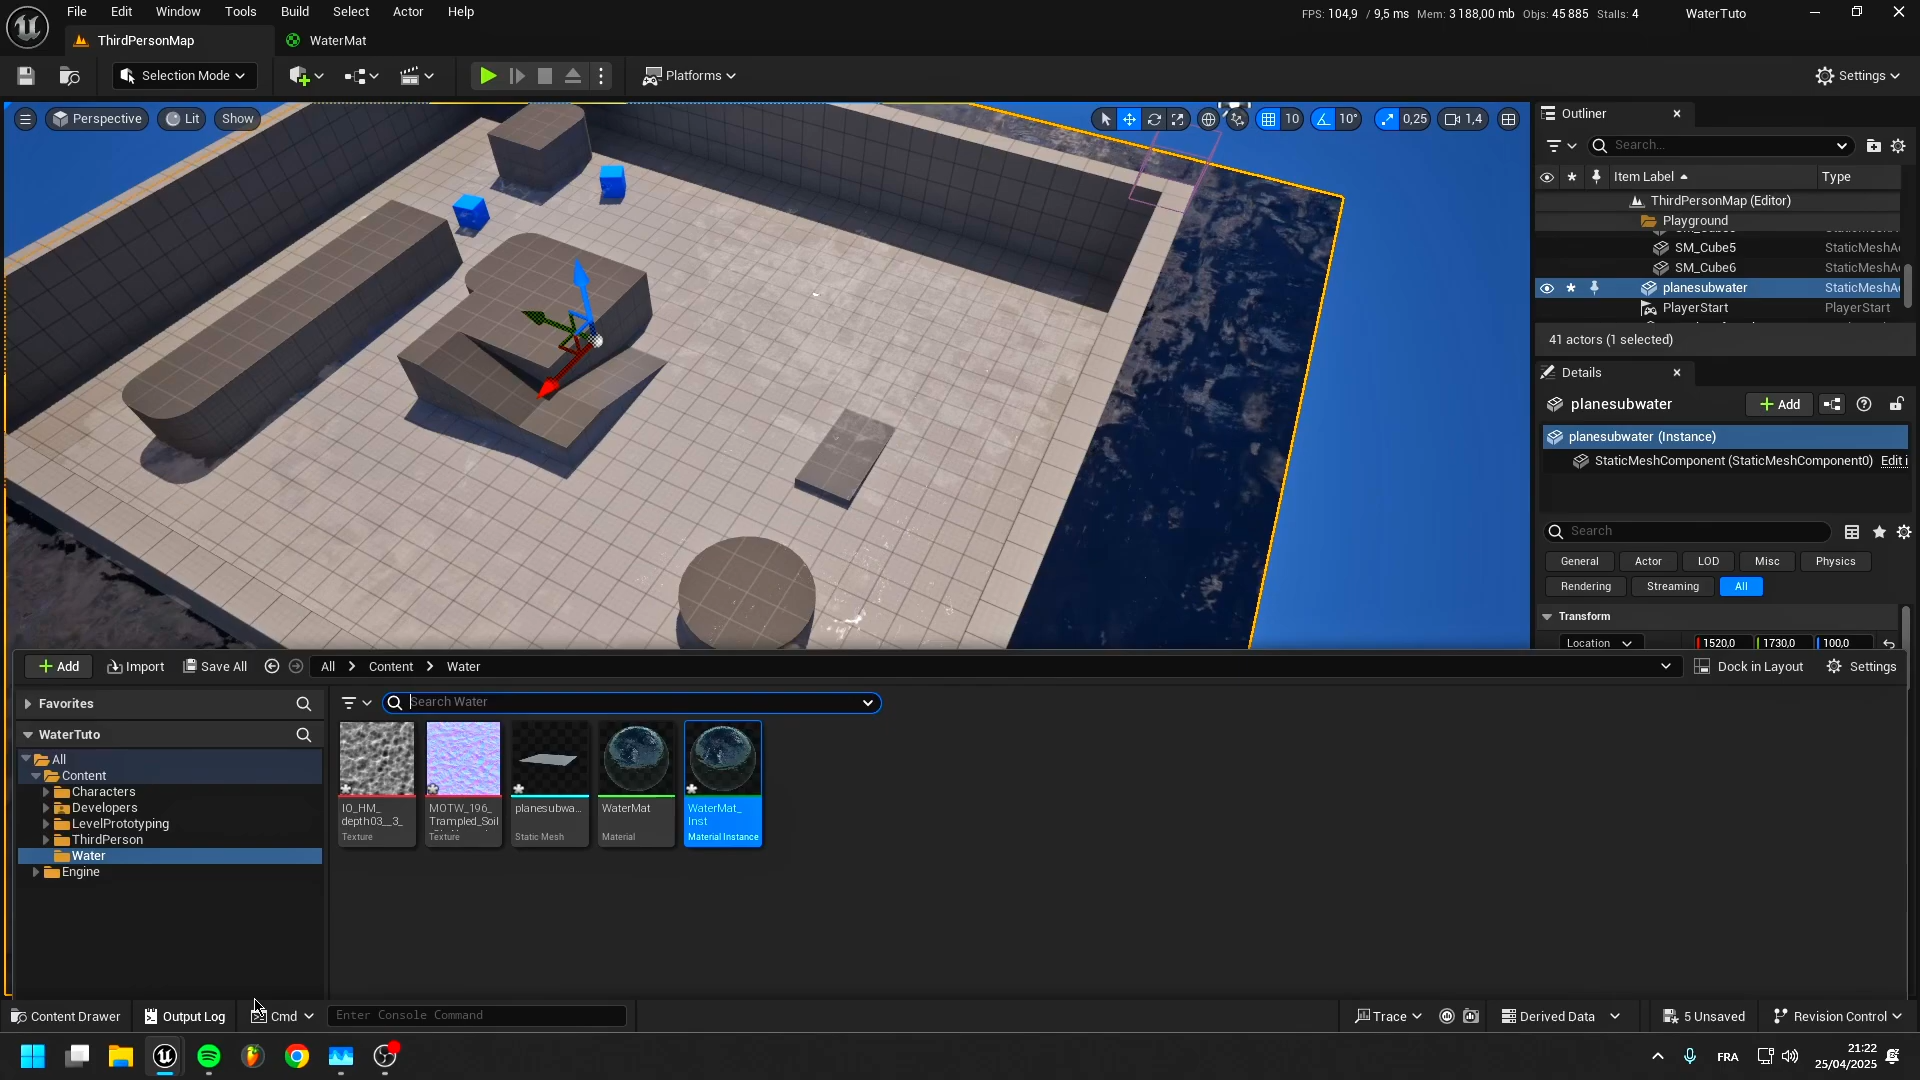 File Edit Window Tools Build Select Actor Help
FPS: 104,9 / 9,5 ms Mem: 3 188,00 mb Objs: 45 885 Stalls: 4 WaterTuto
ThirdPersonMap
WaterMat
Selection Mode
Platforms
Settings
Perspective
Lit
Show
10
10°
0,25
1,4
Outliner
Search...
Item Label
Type
ThirdPersonMap (Editor)
Playground
SM_Cube5 StaticMeshA
SM_Cube6 StaticMeshA
planesubwater StaticMeshA
PlayerStart PlayerStart
41 actors (1 selected)
Details
planesubwater
Add
planesubwater (Instance)
StaticMeshComponent (StaticMeshComponent0) Edit i
Search
General Actor LOD Misc Physics
Rendering Streaming All
Transform
Location 1520,0 1730,0 100,0
Add Import Save All All Content Water
Dock in Layout Settings
Favorites
Search Water
WaterTuto
All
Content
Characters
Developers
LevelPrototyping
ThirdPerson
Water
Engine
IO_HM_
depth03__3_
Texture
MOTW_196_
Trampled_Soil
Texture
planesubwa...
Static Mesh
WaterMat
Material
WaterMat_
Inst
Material Instance
Content Drawer Output Log Cmd Enter Console Command
Trace Derived Data 5 Unsaved Revision Control
FRA
21:22
25/04/2025